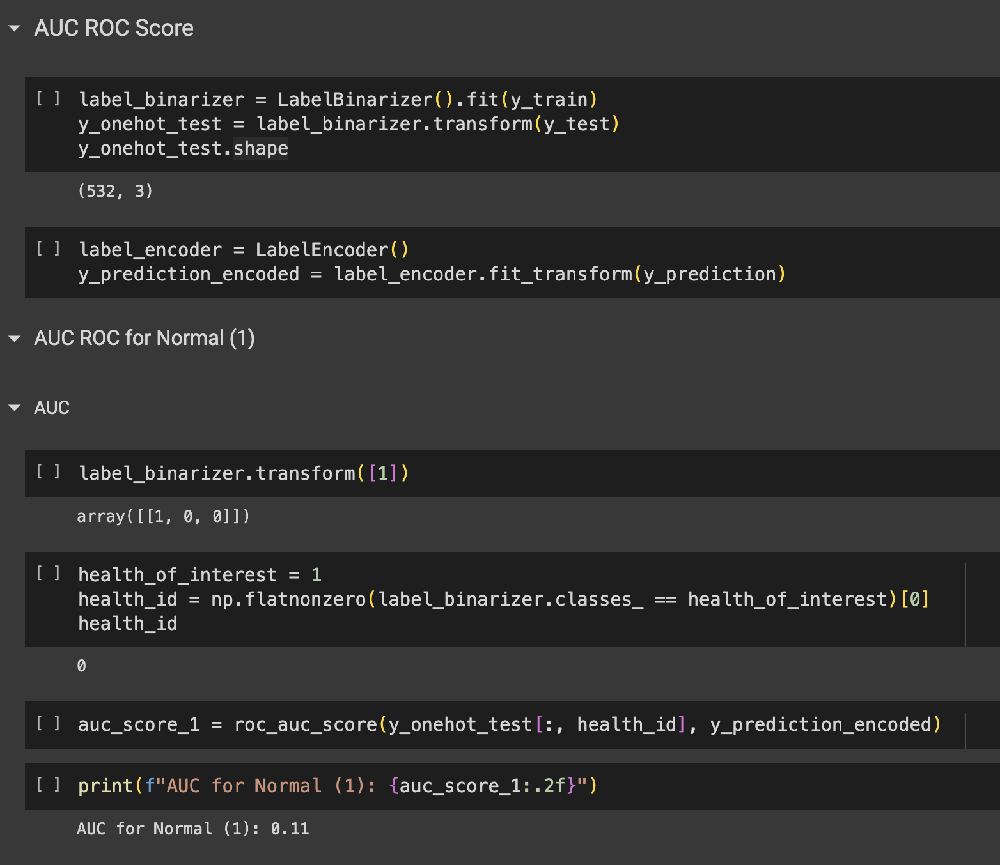 AUC ROC Score
[ ] label_binarizer = LabelBinarizer().fit(y_train)
y_onehot_test = label_binarizer.transform(y_test)
y_onehot_test.shape
(532, 3)
[ ] label_encoder = LabelEncoder()
y_prediction_encoded = label_encoder.fit_transform(y_prediction)
AUC ROC for Normal (1)
AUC
[ ] label_binarizer.transform([1])
array([[1, 0, 0]])
[ ] health_of_interest = 1
health_id = np.flatnonzero(label_binarizer.classes_ == health_of_interest)[0]
health_id
0
[ ] auc_score_1 = roc_auc_score(y_onehot_test[:, health_id], y_prediction_encoded)
[ ] print(f"AUC for Normal (1): {auc_score_1:.2f}")
AUC for Normal (1): 0.11